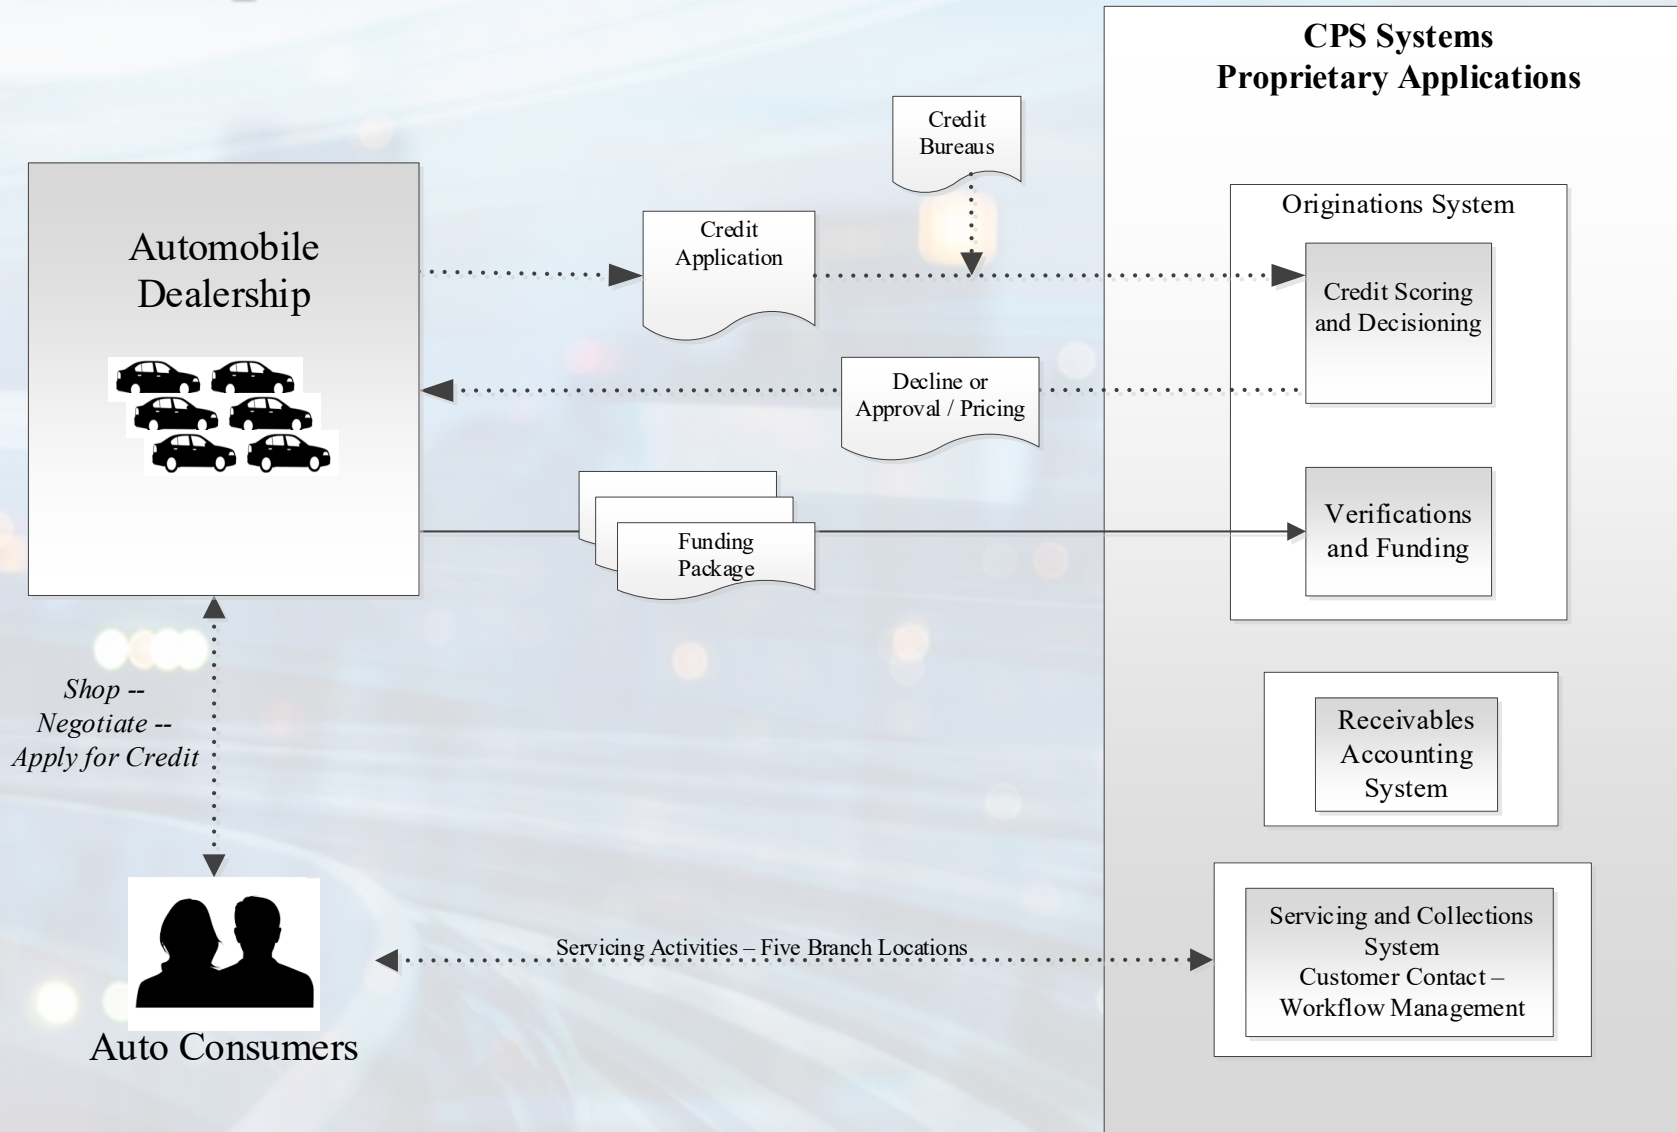 CPS Systems
Proprietary Applications
Credit
Bureaus
Originations System
Automobile
Dealership
Credit
Application
Credit Scoring
and Decisioning
Decline or
Approval / Pricing
Verifications
and Funding
Funding
Package
Shop --
Negotiate --
Apply for Credit
Receivables
Accounting
System
Servicing Activities – Five Branch Locations
Servicing and Collections
System
Customer Contact –
Workflow Management
Auto Consumers